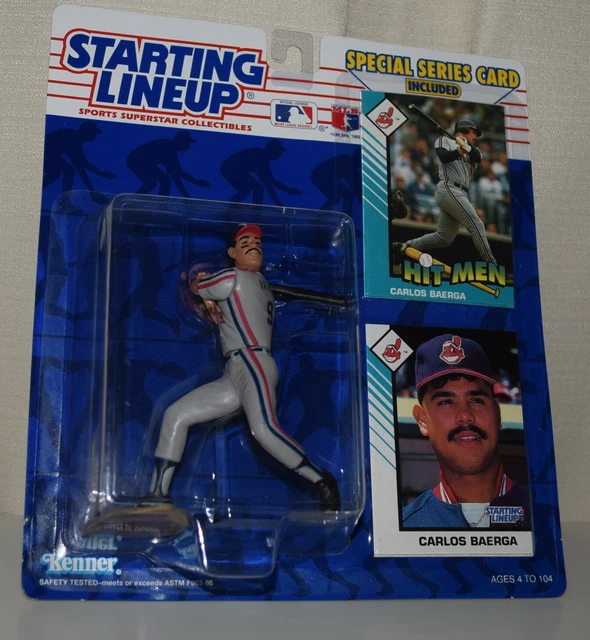 STARTING
LINEUP®
SPORTS SUPERSTAR COLLECTIBLES
SPECIAL SERIES CARD
INCLUDED
HIT MEN
CARLOS BAERGA
9
STARTING
LINEUP
CARLOS BAERGA
Kenner
SAFETY TESTED–meets or exceeds ASTM F963-86
AGES 4 TO 104